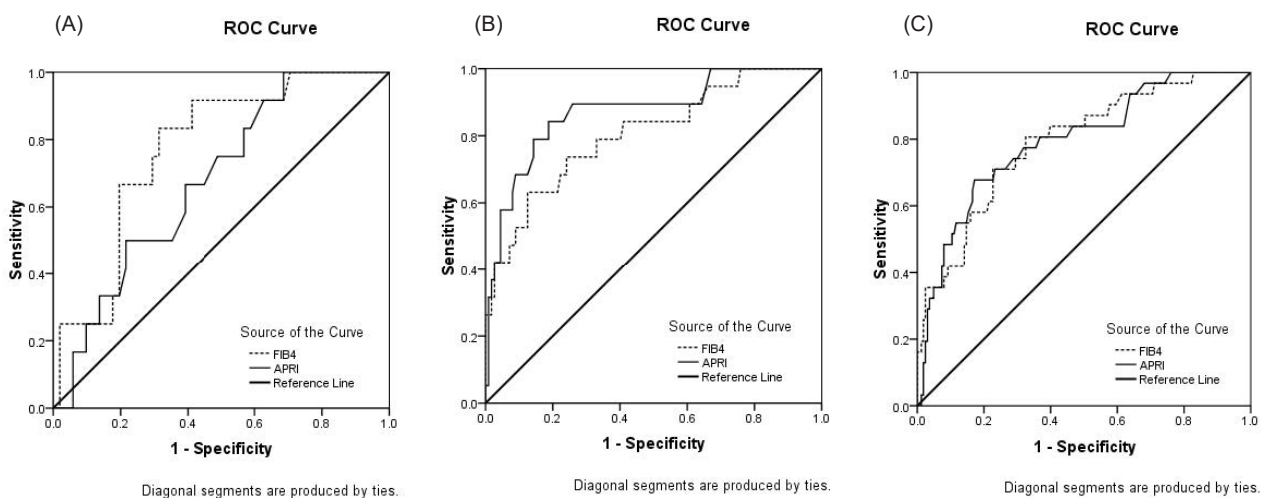 (A)
ROC Curve
1.0
0.8
0.6
0.4
0.2
0.0
Sensitivity
0.0
0.2
0.4
0.6
0.8
1.0
1 - Specificity
Source of the Curve
FIB4
APRI
Reference Line
Diagonal segments are produced by ties.
(B)
ROC Curve
1.0
0.8
0.6
0.4
0.2
0.0
Sensitivity
0.0
0.2
0.4
0.6
0.8
1.0
1 - Specificity
Source of the Curve
FIB4
APRI
Reference Line
Diagonal segments are produced by ties.
(C)
ROC Curve
1.0
0.8
0.6
0.4
0.2
0.0
Sensitivity
0.0
0.2
0.4
0.6
0.8
1.0
1 - Specificity
Source of the Curve
FIB4
APRI
Reference Line
Diagonal segments are produced by ties.